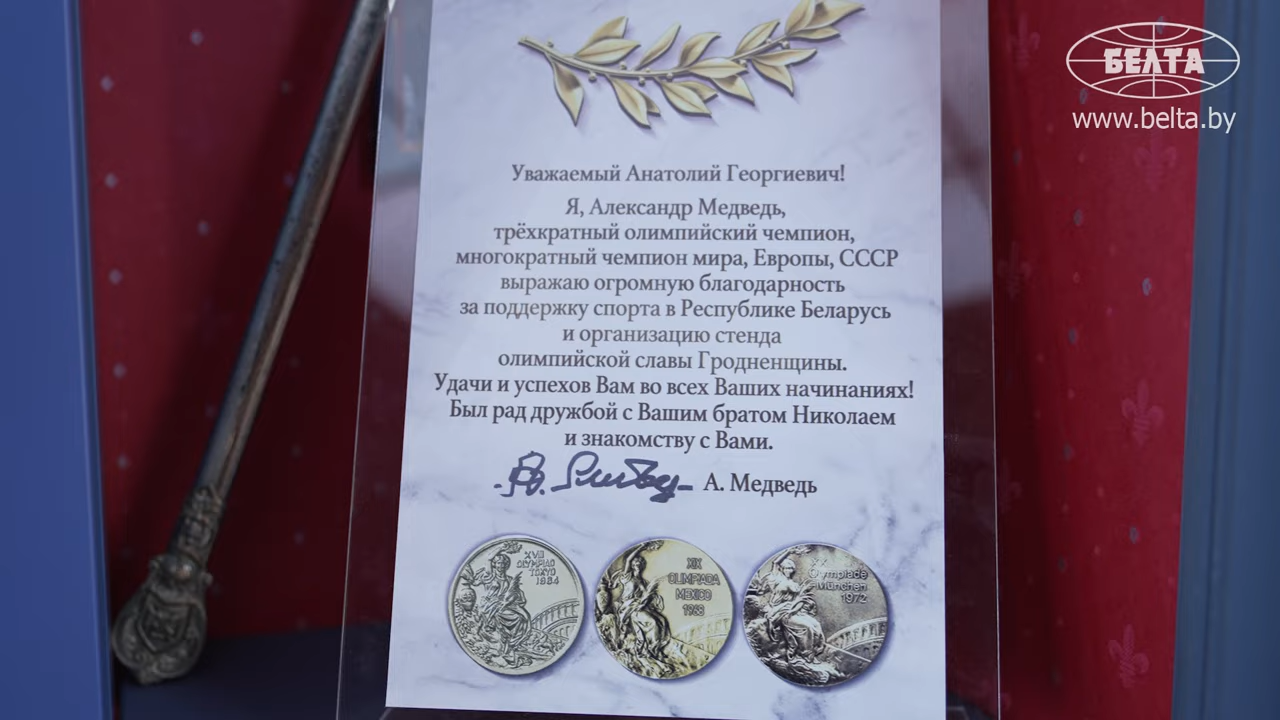 БЕЛТА
www.belta.by
Уважаемый Анатолий Георгиевич!
Я, Александр Медведь,
трёхкратный олимпийский чемпион,
многократный чемпион мира, Европы, СССР
выражаю огромную благодарность
за поддержку спорта в Республике Беларусь
и организацию стенда
олимпийской славы Гродненщины.
Удачи и успехов Вам во всех Ваших начинаниях!
Был рад дружбой с Вашим братом Николаем
и знакомству с Вами.
А. Медведь
XVIII
OLYMPIAD
TOKYO
1964
XIX
OLIMPIADA
MEXICO
1968
XX
Olympiade
München
1972